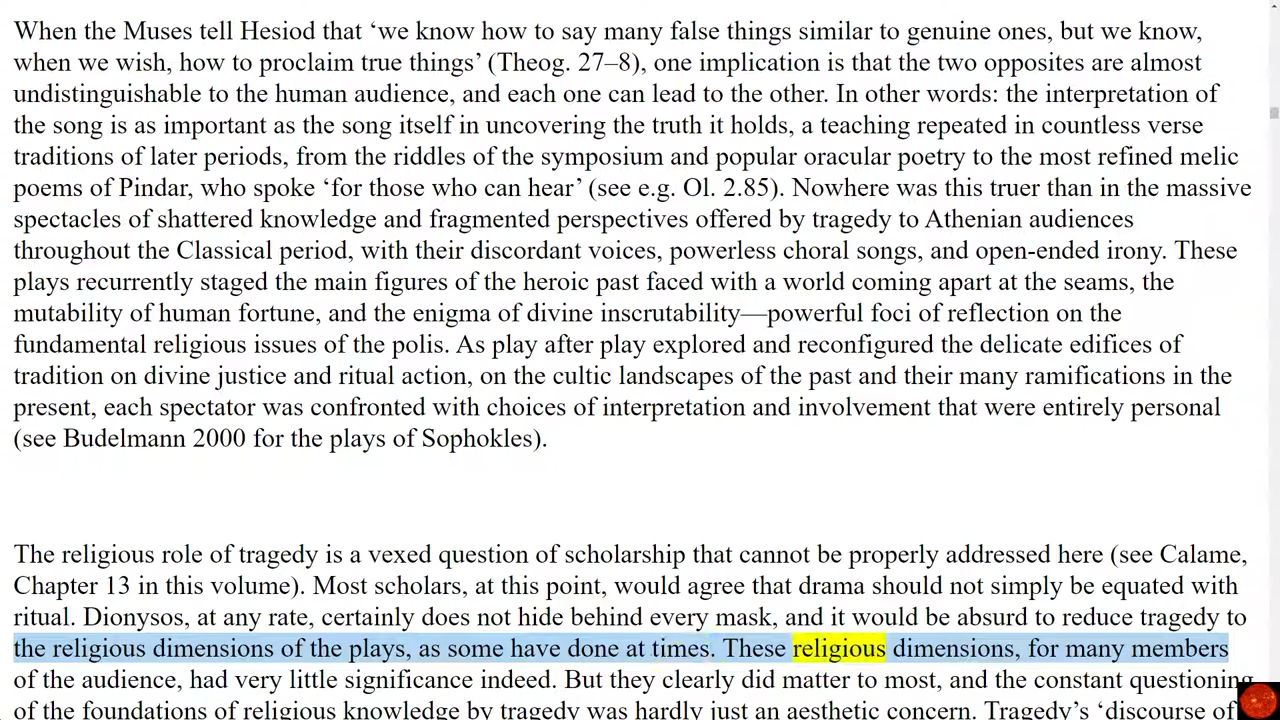 When the Muses tell Hesiod that ‘we know how to say many false things similar to genuine ones, but we know,
when we wish, how to proclaim true things’ (Theog. 27–8), one implication is that the two opposites are almost
undistinguishable to the human audience, and each one can lead to the other. In other words: the interpretation of
the song is as important as the song itself in uncovering the truth it holds, a teaching repeated in countless verse
traditions of later periods, from the riddles of the symposium and popular oracular poetry to the most refined melic
poems of Pindar, who spoke ‘for those who can hear’ (see e.g. Ol. 2.85). Nowhere was this truer than in the massive
spectacles of shattered knowledge and fragmented perspectives offered by tragedy to Athenian audiences
throughout the Classical period, with their discordant voices, powerless choral songs, and open-ended irony. These
plays recurrently staged the main figures of the heroic past faced with a world coming apart at the seams, the
mutability of human fortune, and the enigma of divine inscrutability—powerful foci of reflection on the
fundamental religious issues of the polis. As play after play explored and reconfigured the delicate edifices of
tradition on divine justice and ritual action, on the cultic landscapes of the past and their many ramifications in the
present, each spectator was confronted with choices of interpretation and involvement that were entirely personal
(see Budelmann 2000 for the plays of Sophokles).
The religious role of tragedy is a vexed question of scholarship that cannot be properly addressed here (see Calame,
Chapter 13 in this volume). Most scholars, at this point, would agree that drama should not simply be equated with
ritual. Dionysos, at any rate, certainly does not hide behind every mask, and it would be absurd to reduce tragedy to
the religious dimensions of the plays, as some have done at times. These religious dimensions, for many members
of the audience, had very little significance indeed. But they clearly did matter to most, and the constant questioning
of the foundations of religious knowledge by tragedy was hardly just an aesthetic concern. Tragedy’s ‘discourse of